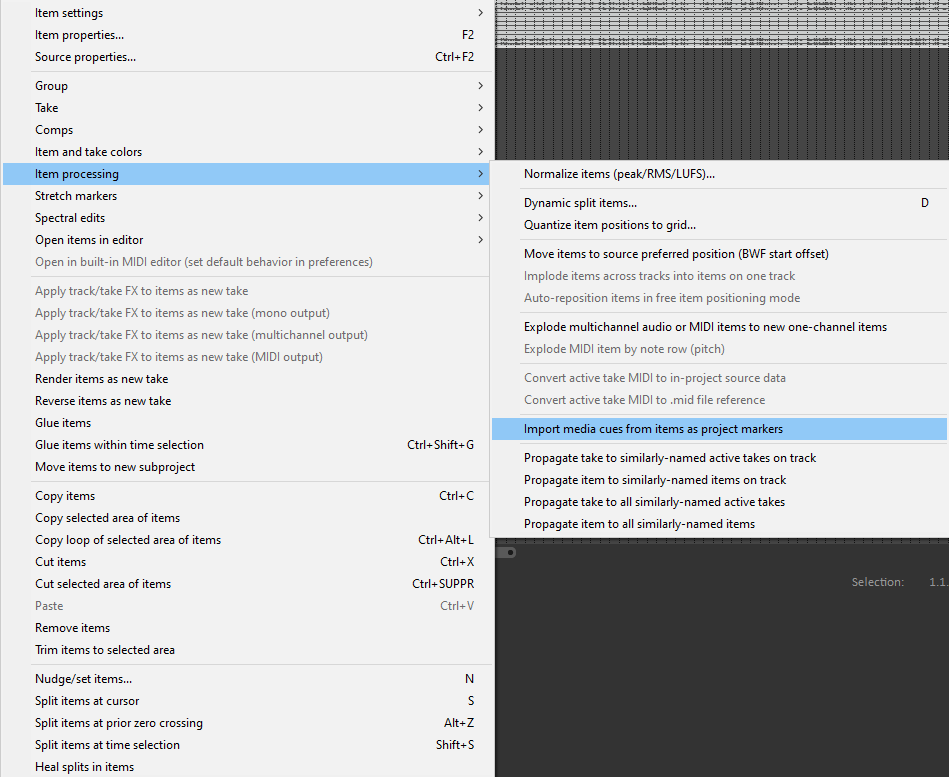 Item settings
Item properties... F2
Source properties... Ctrl+F2
Group
Take
Comps
Item and take colors
Item processing
Stretch markers
Spectral edits
Open items in editor
Open in built-in MIDI editor (set default behavior in preferences)
Apply track/take FX to items as new take
Apply track/take FX to items as new take (mono output)
Apply track/take FX to items as new take (multichannel output)
Apply track/take FX to items as new take (MIDI output)
Render items as new take
Reverse items as new take
Glue items
Glue items within time selection Ctrl+Shift+G
Move items to new subproject
Copy items Ctrl+C
Copy selected area of items
Copy loop of selected area of items Ctrl+Alt+L
Cut items Ctrl+X
Cut selected area of items Ctrl+SUPPR
Paste Ctrl+V
Remove items
Trim items to selected area
Nudge/set items... N
Split items at cursor S
Split items at prior zero crossing Alt+Z
Split items at time selection Shift+S
Heal splits in items
Normalize items (peak/RMS/LUFS)...
Dynamic split items... D
Quantize item positions to grid...
Move items to source preferred position (BWF start offset)
Implode items across tracks into items on one track
Auto-reposition items in free item positioning mode
Explode multichannel audio or MIDI items to new one-channel items
Explode MIDI item by note row (pitch)
Convert active take MIDI to in-project source data
Convert active take MIDI to .mid file reference
Import media cues from items as project markers
Propagate take to similarly-named active takes on track
Propagate item to similarly-named items on track
Propagate take to all similarly-named active takes
Propagate item to all similarly-named items
Selection: 1.1.